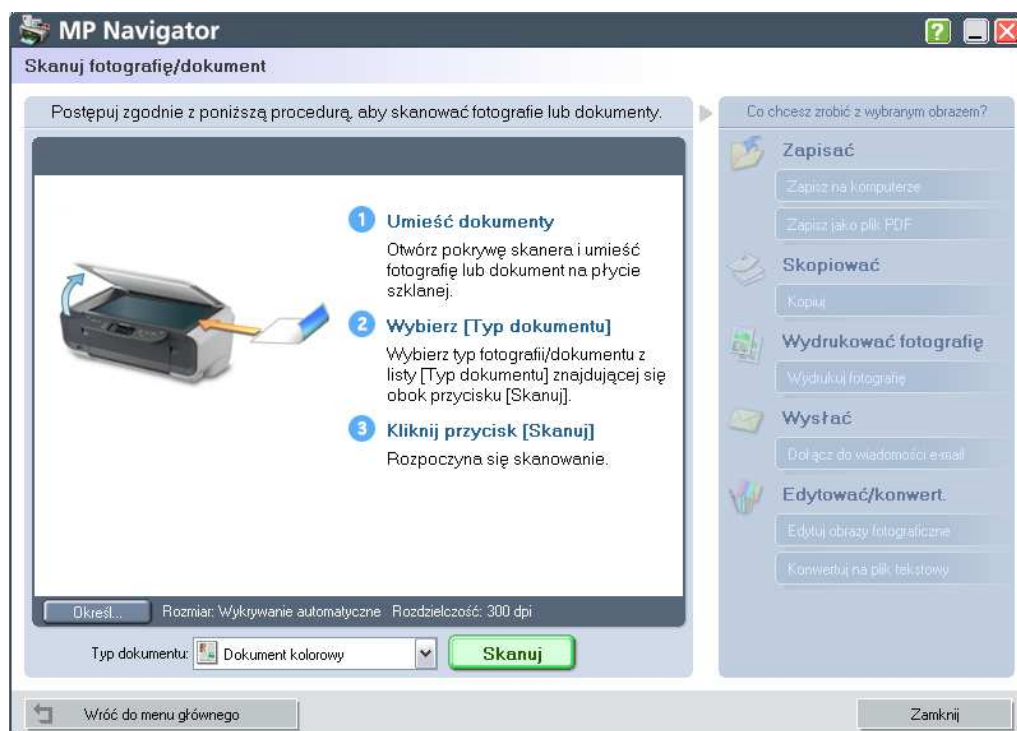 MP Navigator
Skanuj fotografię/dokument
Postępuj zgodnie z poniższą procedurą, aby skanować fotografie lub dokumenty.
1 Umieść dokumenty
Otwórz pokrywę skanera i umieść
fotografię lub dokument na płycie
szklanej.
2 Wybierz [Typ dokumentu]
Wybierz typ fotografii/dokumentu z
listy [Typ dokumentu] znajdującej się
obok przycisku [Skanuj].
3 Kliknij przycisk [Skanuj]
Rozpoczyna się skanowanie.
Określ... Rozmiar: Wykrywanie automatyczne Rozdzielczość: 300 dpi
Typ dokumentu: Dokument kolorowy Skanuj
Co chcesz zrobić z wybranym obrazem?
Zapisać
Zapisz na komputerze
Zapisz jako plik PDF
Skopiować
Kopiuj
Wydrukować fotografię
Wydrukuj fotografię
Wysłać
Dołącz do wiadomości e-mail
Edytować/konwert.
Edytuj obrazy fotograficzne
Konwertuj na plik tekstowy
Wróć do menu głównego
Zamknij